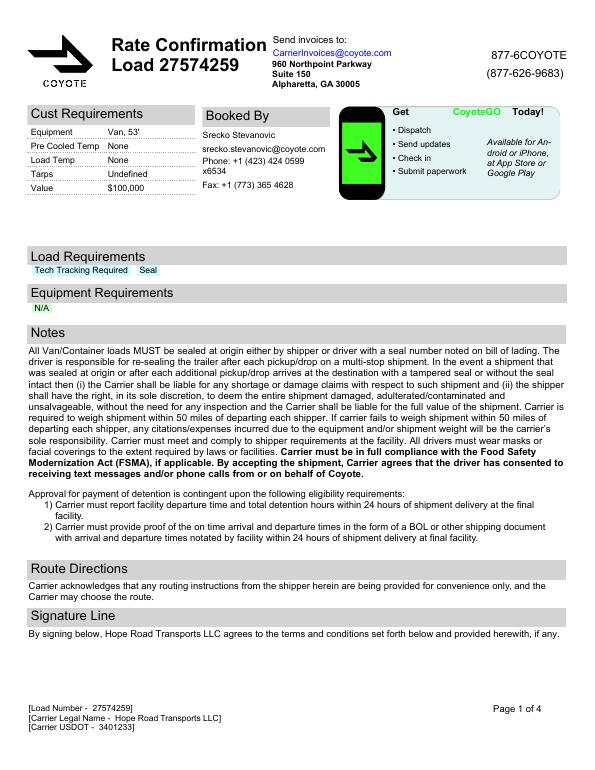 COYOTE
Rate Confirmation
Load 27574259
Send invoices to:
CarrierInvoices@coyote.com
960 Northpoint Parkway
Suite 150
Alpharetta, GA 30005
877-6COYOTE
(877-626-9683)
Cust Requirements
Equipment Van, 53'
Pre Cooled Temp None
Load Temp None
Tarps Undefined
Value $100,000
Booked By
Srecko Stevanovic
srecko.stevanovic@coyote.com
Phone: +1 (423) 424 0599
x6534
Fax: +1 (773) 365 4628
Get CoyoteGO Today!
• Dispatch
• Send updates
• Check in
• Submit paperwork
Available for An-
droid or iPhone,
at App Store or
Google Play
Load Requirements
Tech Tracking Required Seal
Equipment Requirements
N/A
Notes
All Van/Container loads MUST be sealed at origin either by shipper or driver with a seal number noted on bill of lading. The
driver is responsible for re-sealing the trailer after each pickup/drop on a multi-stop shipment. In the event a shipment that
was sealed at origin or after each additional pickup/drop arrives at the destination with a tampered seal or without the seal
intact then (i) the Carrier shall be liable for any shortage or damage claims with respect to such shipment and (ii) the shipper
shall have the right, in its sole discretion, to deem the entire shipment damaged, adulterated/contaminated and
unsalvageable, without the need for any inspection and the Carrier shall be liable for the full value of the shipment. Carrier is
required to weigh shipment within 50 miles of departing each shipper. If carrier fails to weigh shipment within 50 miles of
departing each shipper, any citations/expenses incurred due to the equipment and/or shipment weight will be the carrier's
sole responsibility. Carrier must meet and comply to shipper requirements at the facility. All drivers must wear masks or
facial coverings to the extent required by laws or facilities. Carrier must be in full compliance with the Food Safety
Modernization Act (FSMA), if applicable. By accepting the shipment, Carrier agrees that the driver has consented to
receiving text messages and/or phone calls from or on behalf of Coyote.
Approval for payment of detention is contingent upon the following eligibility requirements:
1) Carrier must report facility departure time and total detention hours within 24 hours of shipment delivery at the final
facility.
2) Carrier must provide proof of the on time arrival and departure times in the form of a BOL or other shipping document
with arrival and departure times notated by facility within 24 hours of shipment delivery at final facility.
Route Directions
Carrier acknowledges that any routing instructions from the shipper herein are being provided for convenience only, and the
Carrier may choose the route.
Signature Line
By signing below, Hope Road Transports LLC agrees to the terms and conditions set forth below and provided herewith, if any.
[Load Number - 27574259]
[Carrier Legal Name - Hope Road Transports LLC]
[Carrier USDOT - 3401233]
Page 1 of 4